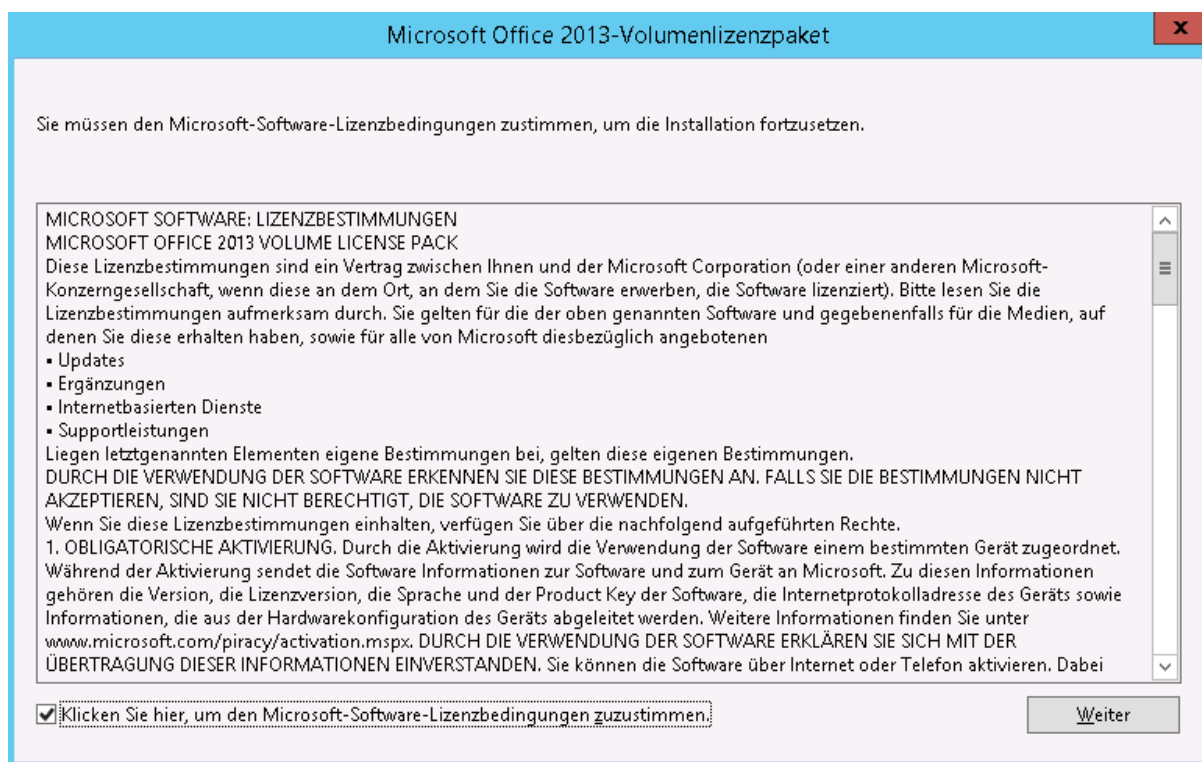 Microsoft Office 2013-Volumenlizenzpaket
x
Sie müssen den Microsoft-Software-Lizenzbedingungen zustimmen, um die Installation fortzusetzen.
MICROSOFT SOFTWARE: LIZENZBESTIMMUNGEN
MICROSOFT OFFICE 2013 VOLUME LICENSE PACK
Diese Lizenzbestimmungen sind ein Vertrag zwischen Ihnen und der Microsoft Corporation (oder einer anderen Microsoft-
Konzerngesellschaft, wenn diese an dem Ort, an dem Sie die Software erwerben, die Software lizenziert). Bitte lesen Sie die
Lizenzbestimmungen aufmerksam durch. Sie gelten für die der oben genannten Software und gegebenenfalls für die Medien, auf
denen Sie diese erhalten haben, sowie für alle von Microsoft diesbezüglich angebotenen
▪ Updates
▪ Ergänzungen
▪ Internetbasierten Dienste
▪ Supportleistungen
Liegen letztgenannten Elementen eigene Bestimmungen bei, gelten diese eigenen Bestimmungen.
DURCH DIE VERWENDUNG DER SOFTWARE ERKENNEN SIE DIESE BESTIMMUNGEN AN. FALLS SIE DIE BESTIMMUNGEN NICHT
AKZEPTIEREN, SIND SIE NICHT BERECHTIGT, DIE SOFTWARE ZU VERWENDEN.
Wenn Sie diese Lizenzbestimmungen einhalten, verfügen Sie über die nachfolgend aufgeführten Rechte.
1. OBLIGATORISCHE AKTIVIERUNG. Durch die Aktivierung wird die Verwendung der Software einem bestimmten Gerät zugeordnet.
Während der Aktivierung sendet die Software Informationen zur Software und zum Gerät an Microsoft. Zu diesen Informationen
gehören die Version, die Lizenzversion, die Sprache und der Product Key der Software, die Internetprotokolladresse des Geräts sowie
Informationen, die aus der Hardwarekonfiguration des Geräts abgeleitet werden. Weitere Informationen finden Sie unter
www.microsoft.com/piracy/activation.mspx. DURCH DIE VERWENDUNG DER SOFTWARE ERKLÄREN SIE SICH MIT DER
ÜBERTRAGUNG DIESER INFORMATIONEN EINVERSTANDEN. Sie können die Software über Internet oder Telefon aktivieren. Dabei
Klicken Sie hier, um den Microsoft-Software-Lizenzbedingungen zuzustimmen.
Weiter